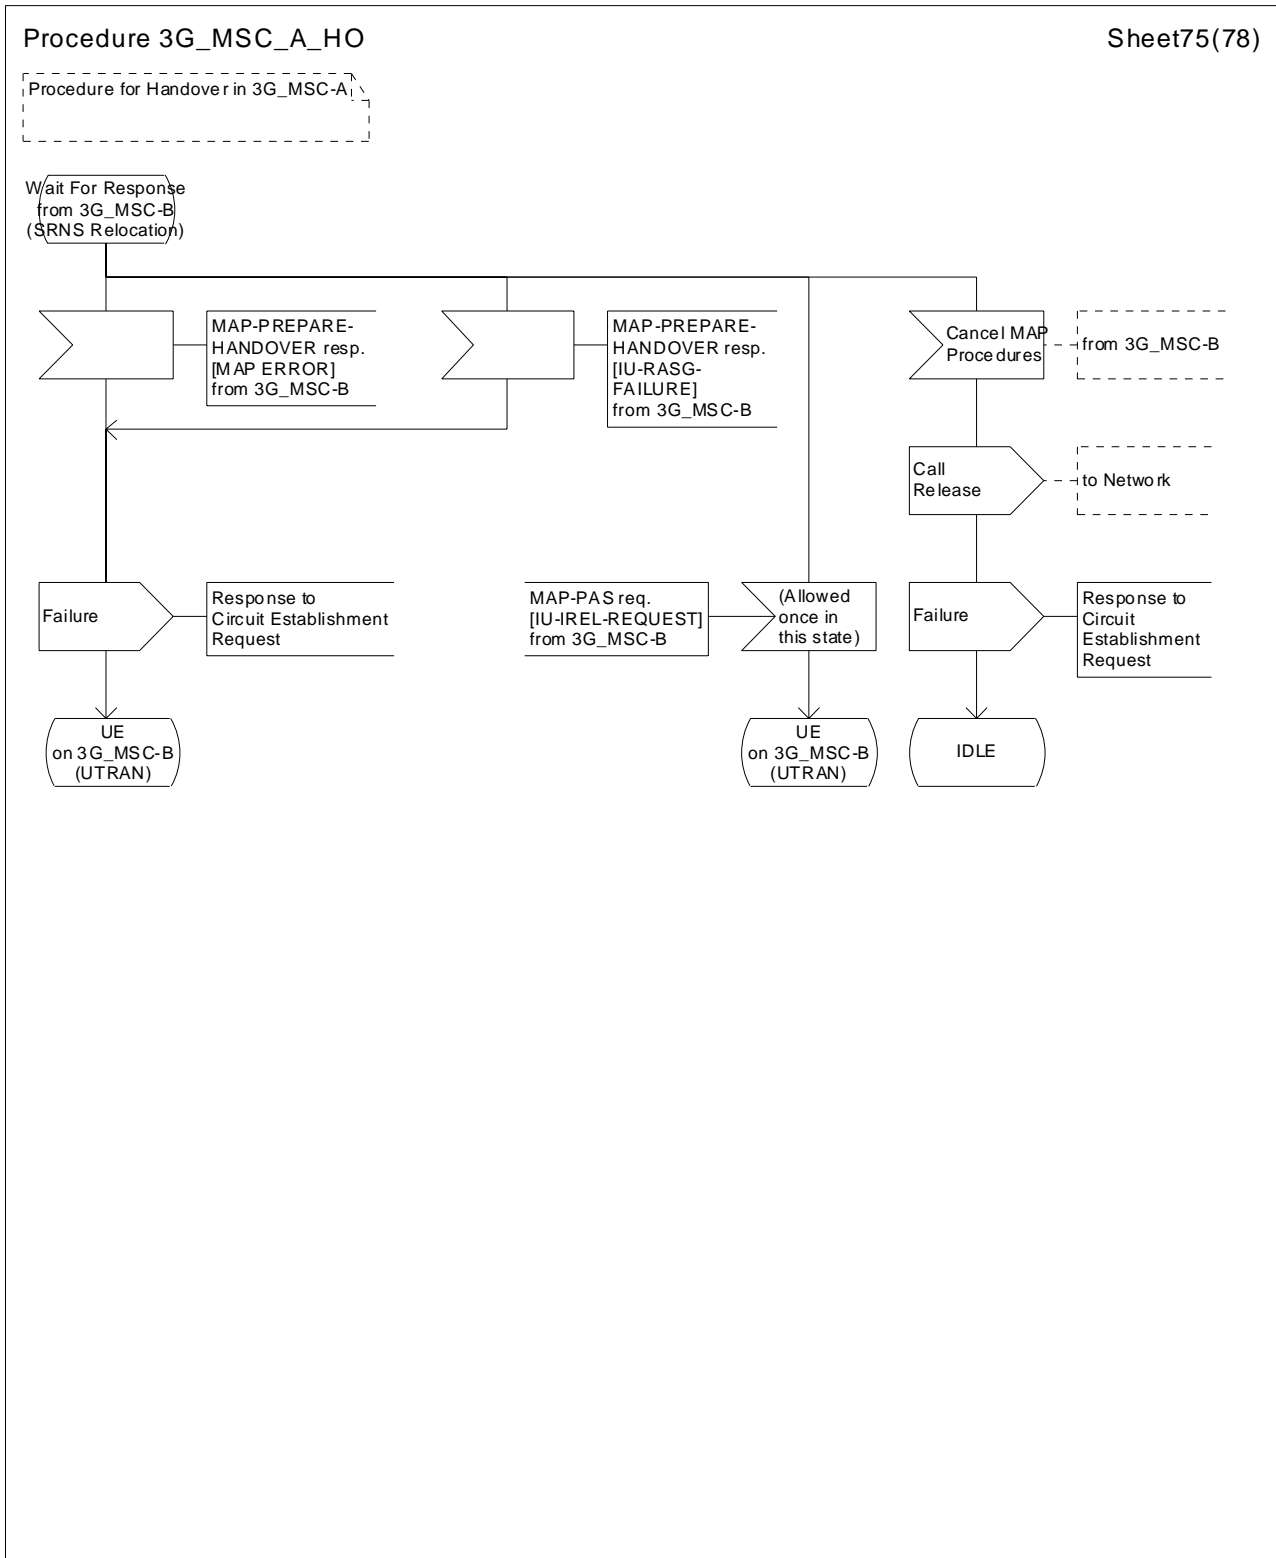 Procedure 3G_MSC_A_HO
Sheet75(78)
Procedure for Handover in 3G_MSC-A
Wait For Response
from 3G_MSC-B
(SRNS Relocation)
MAP-PREPARE-
HANDOVER resp.
[MAP ERROR]
from 3G_MSC-B
MAP-PREPARE-
HANDOVER resp.
[IU-RASG-
FAILURE]
from 3G_MSC-B
Cancel MAP
Procedures
from 3G_MSC-B
Call
Release
to Network
Failure
Response to
Circuit Establishment
Request
MAP-PAS req.
[IU-IREL-REQUEST]
from 3G_MSC-B
(Allowed
once in
this state)
Failure
Response to
Circuit
Establishment
Request
UE
on 3G_MSC-B
(UTRAN)
UE
on 3G_MSC-B
(UTRAN)
IDLE